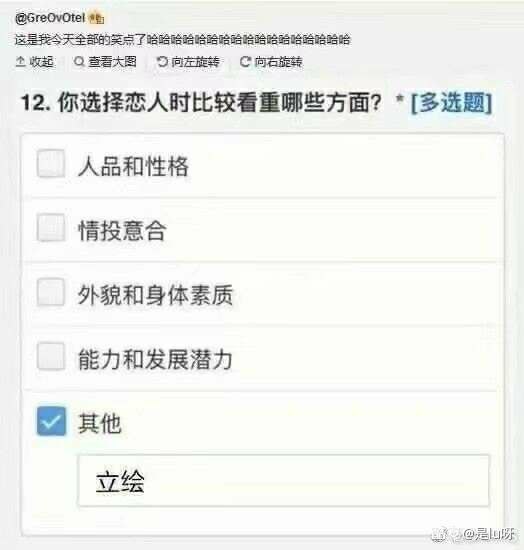 @GreOvOtel
这是我今天全部的笑点了哈哈哈哈哈哈哈哈哈哈哈哈哈哈哈哈哈
收起 查看大图 向左旋转 向右旋转
12. 你选择恋人时比较看重哪些方面？ * [多选题]
人品和性格
情投意合
外貌和身体素质
能力和发展潜力
其他
立绘
@是lu呀